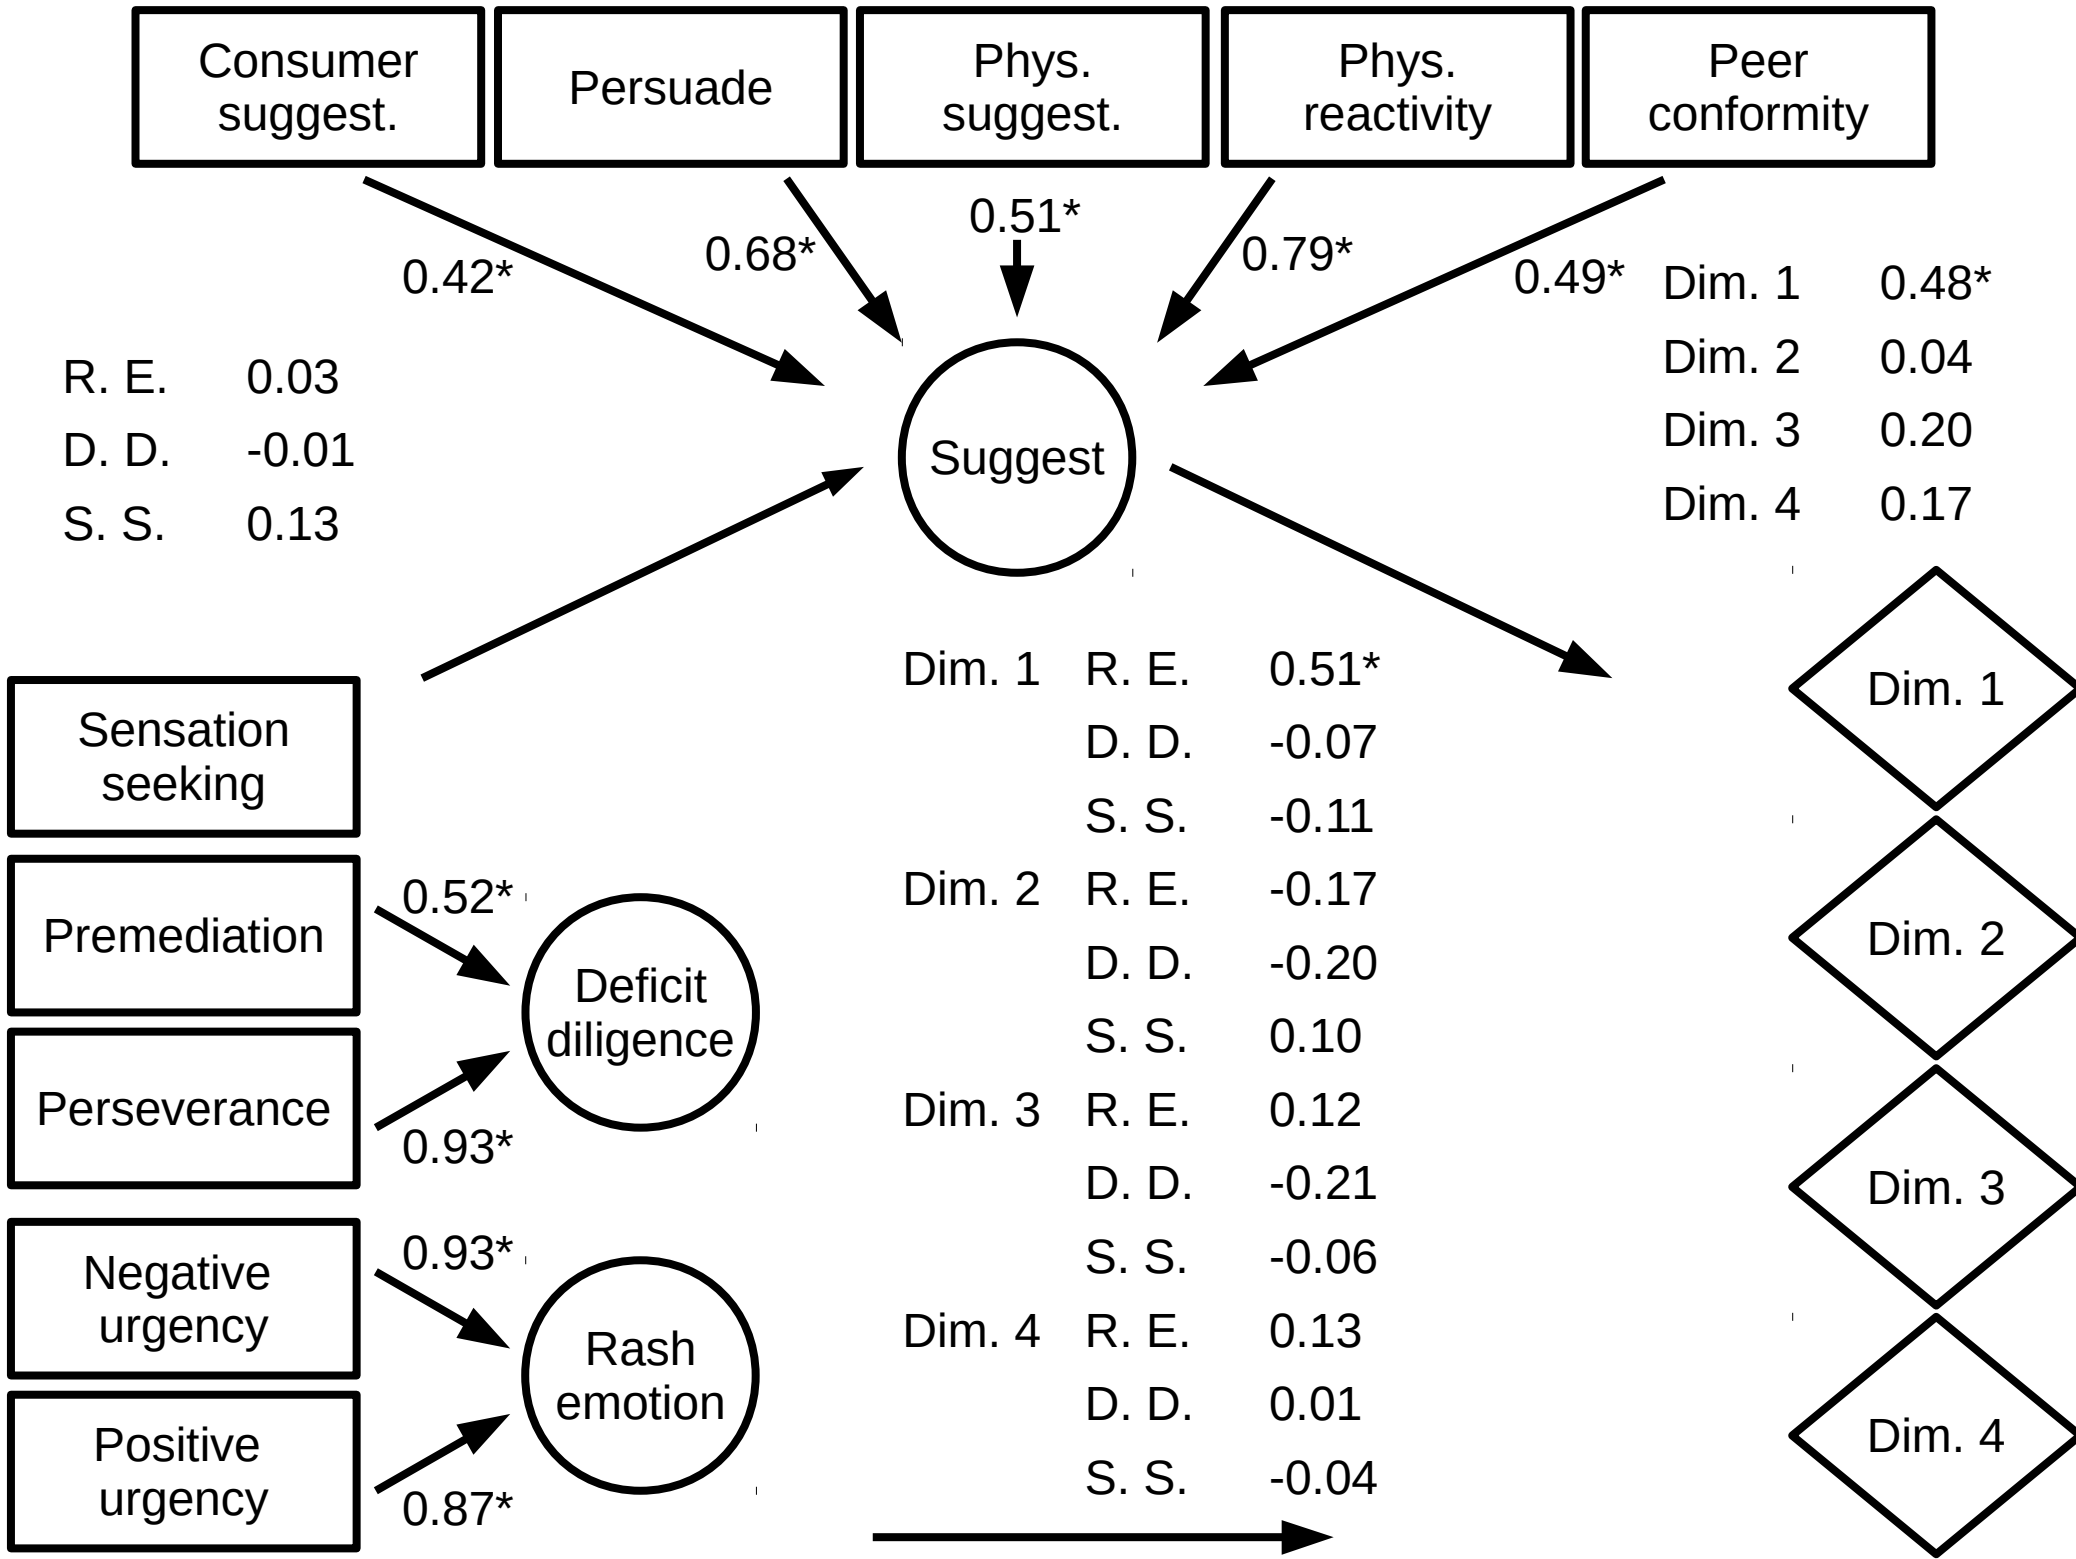 Consumer
suggest.
Persuade
Phys.
suggest.
Phys.
reactivity
Peer
conformity
0.42*
0.68*
0.51*
0.79*
0.49*
R. E. 0.03
D. D. -0.01
S. S. 0.13
Suggest
Dim. 1 0.48*
Dim. 2 0.04
Dim. 3 0.20
Dim. 4 0.17
Sensation
seeking
Premediation
Perseverance
Negative
urgency
Positive
urgency
0.52*
0.93*
0.93*
0.87*
Deficit
diligence
Rash
emotion
Dim. 1 R. E. 0.51*
D. D. -0.07
S. S. -0.11
Dim. 2 R. E. -0.17
D. D. -0.20
S. S. 0.10
Dim. 3 R. E. 0.12
D. D. -0.21
S. S. -0.06
Dim. 4 R. E. 0.13
D. D. 0.01
S. S. -0.04
Dim. 1
Dim. 2
Dim. 3
Dim. 4